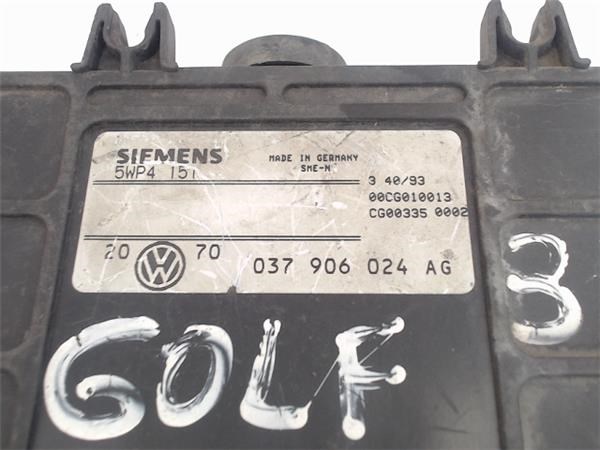 SIEMENS
5WP4 151
MADE IN GERMANY
SME-M
3 40/93
00CG010013
CG00335 0002
20 VW 70
037 906 024 AG
GOLF 3